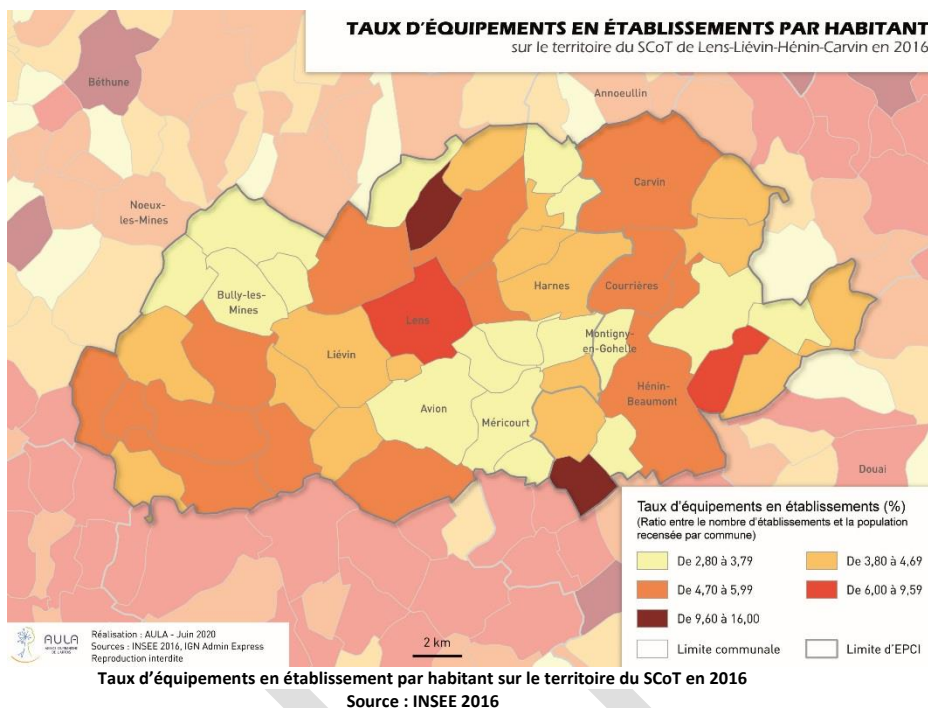 TAUX D'ÉQUIPEMENTS EN ÉTABLISSEMENTS PAR HABITANT
sur le territoire du SCoT de Lens-Liévin-Hénin-Carvin en 2016
Béthune
Annoeullin
Carvin
Noeux-
les-Mines
Bully-les-
Mines
Harnes
Courrières
Lens
Liévin
Montigny-
en-Gohelle
Hénin-
Beaumont
Avion
Méricourt
Douai
Taux d'équipements en établissements (%)
(Ratio entre le nombre d'établissements et la population
recensée par commune)
De 2,80 à 3,79
De 3,80 à 4,69
De 4,70 à 5,99
De 6,00 à 9,59
De 9,60 à 16,00
Limite communale
Limite d'EPCI
2 km
AULA
Réalisation : AULA - Juin 2020
Sources : INSEE 2016, IGN Admin Express
Reproduction interdite
Taux d'équipements en établissement par habitant sur le territoire du SCoT en 2016
Source : INSEE 2016